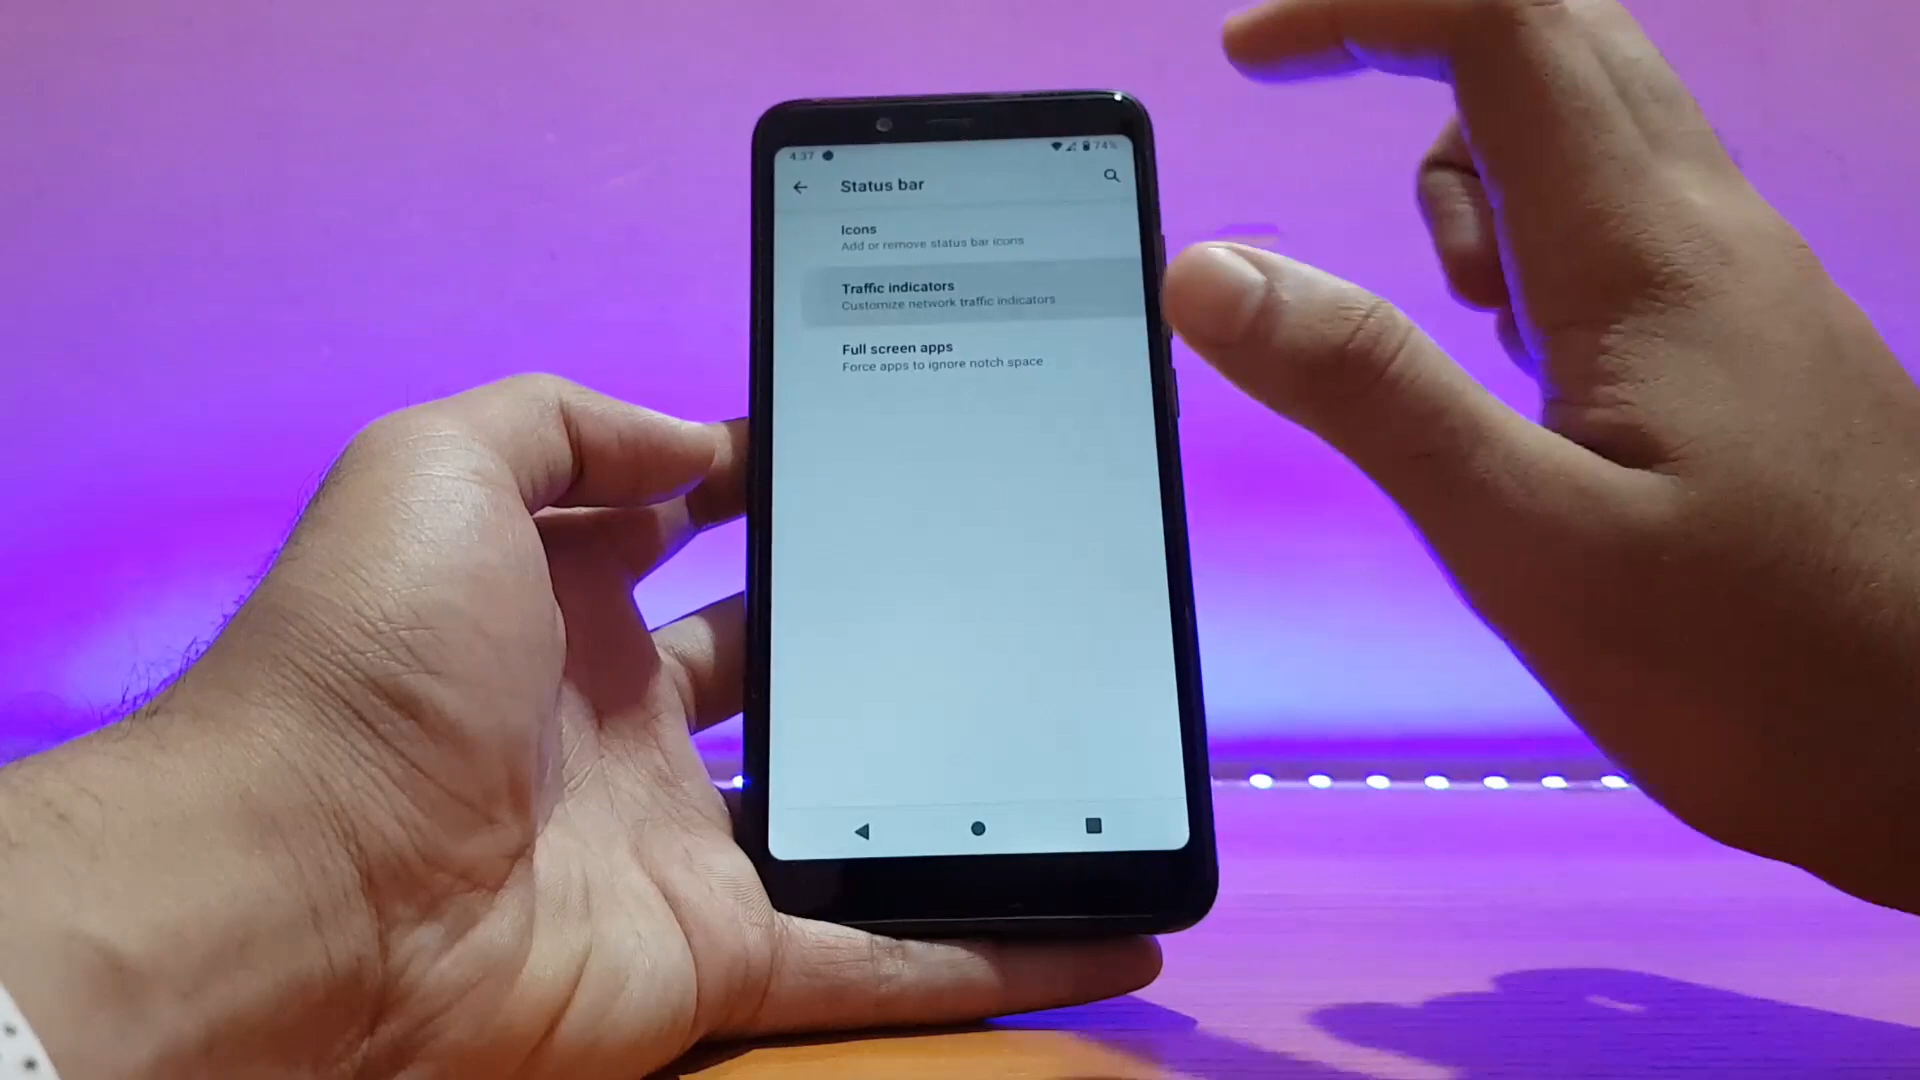 4:37 74%
Status bar
Icons
Add or remove status bar icons
Traffic indicators
Customize network traffic indicators
Full screen apps
Force apps to ignore notch space